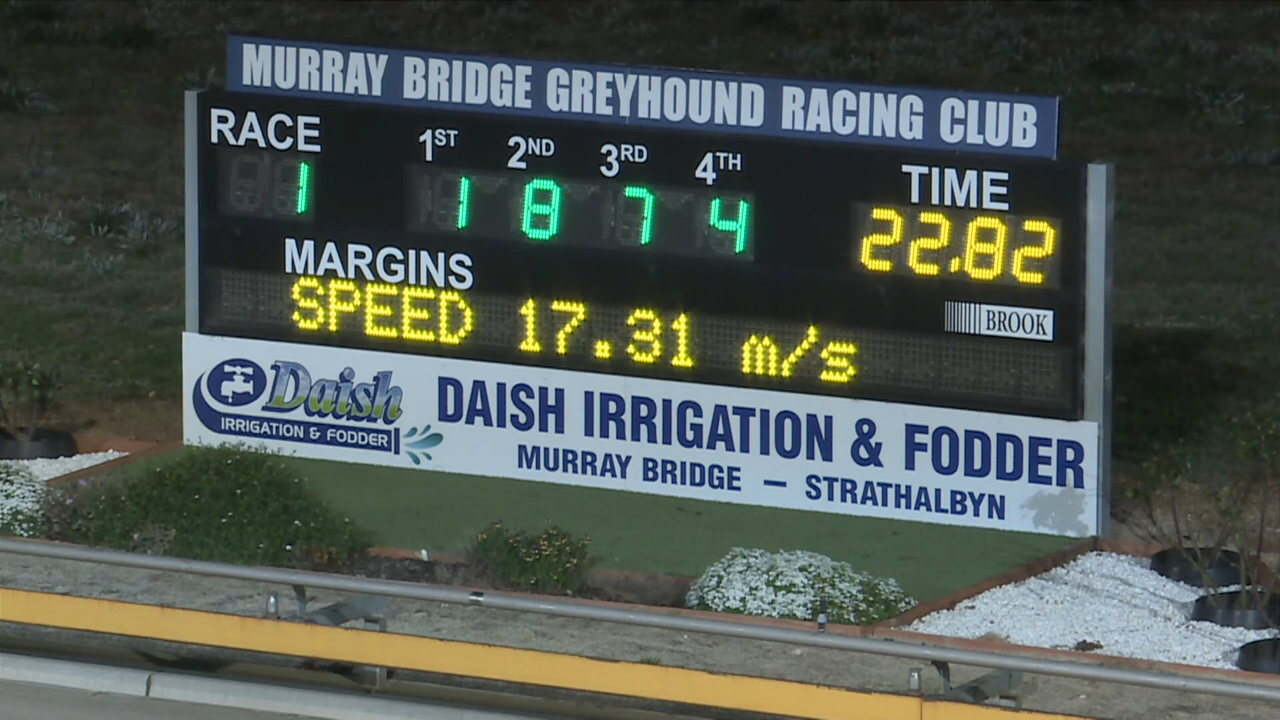 MURRAY BRIDGE GREYHOUND RACING CLUB
RACE 1ST 2ND 3RD 4TH TIME
1 1 8 7 4 22.82
MARGINS
SPEED 17.31 m/s
BROOK
Daish
IRRIGATION & FODDER
DAISH IRRIGATION & FODDER
MURRAY BRIDGE – STRATHALBYN